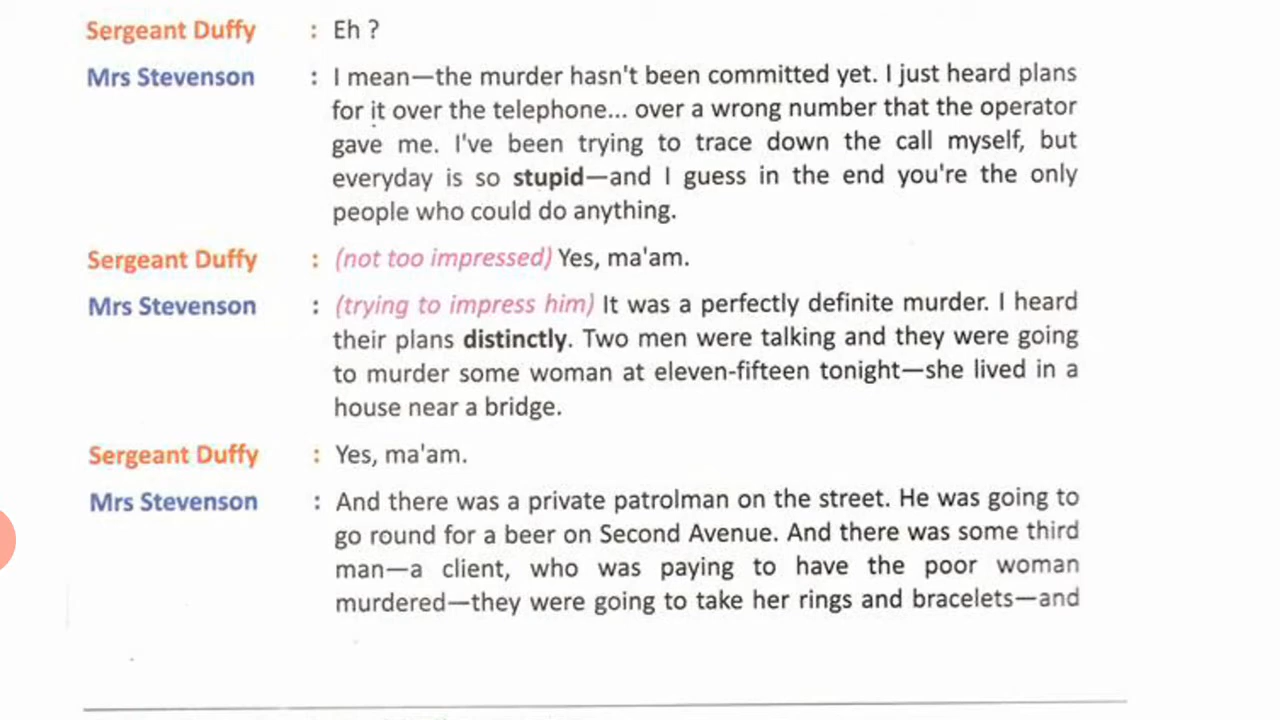 Sergeant Duffy : Eh ?
Mrs Stevenson : I mean—the murder hasn't been committed yet. I just heard plans
for it over the telephone... over a wrong number that the operator
gave me. I've been trying to trace down the call myself, but
everyday is so stupid—and I guess in the end you're the only
people who could do anything.
Sergeant Duffy : (not too impressed) Yes, ma'am.
Mrs Stevenson : (trying to impress him) It was a perfectly definite murder. I heard
their plans distinctly. Two men were talking and they were going
to murder some woman at eleven-fifteen tonight—she lived in a
house near a bridge.
Sergeant Duffy : Yes, ma'am.
Mrs Stevenson : And there was a private patrolman on the street. He was going to
go round for a beer on Second Avenue. And there was some third
man—a client, who was paying to have the poor woman
murdered—they were going to take her rings and bracelets—and